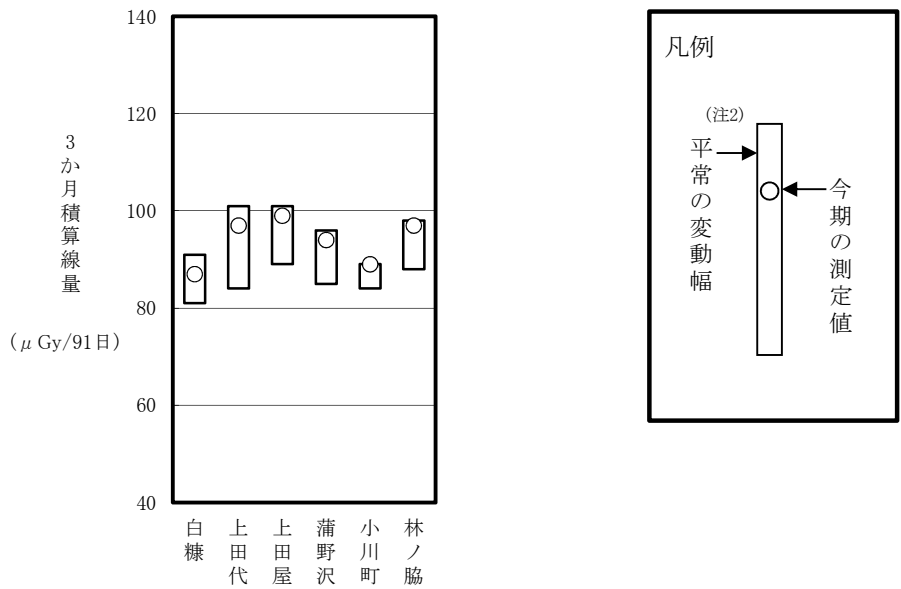 140
120
100
80
60
40
3か月積算線量
(μ Gy/91日)
白糠
上田代
上田屋
蒲野沢
小川町
林ノ脇
凡例
(注2)
平常の変動幅
今期の測定値